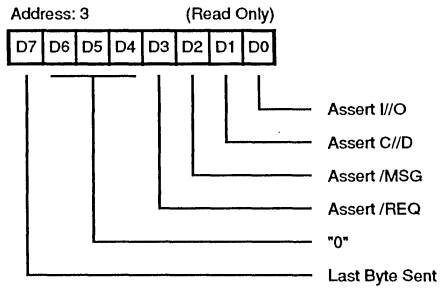 Address: 3 (Read Only)
D7 D6 D5 D4 D3 D2 D1 D0
Assert I//O
Assert C//D
Assert /MSG
Assert /REQ
"0"
Last Byte Sent